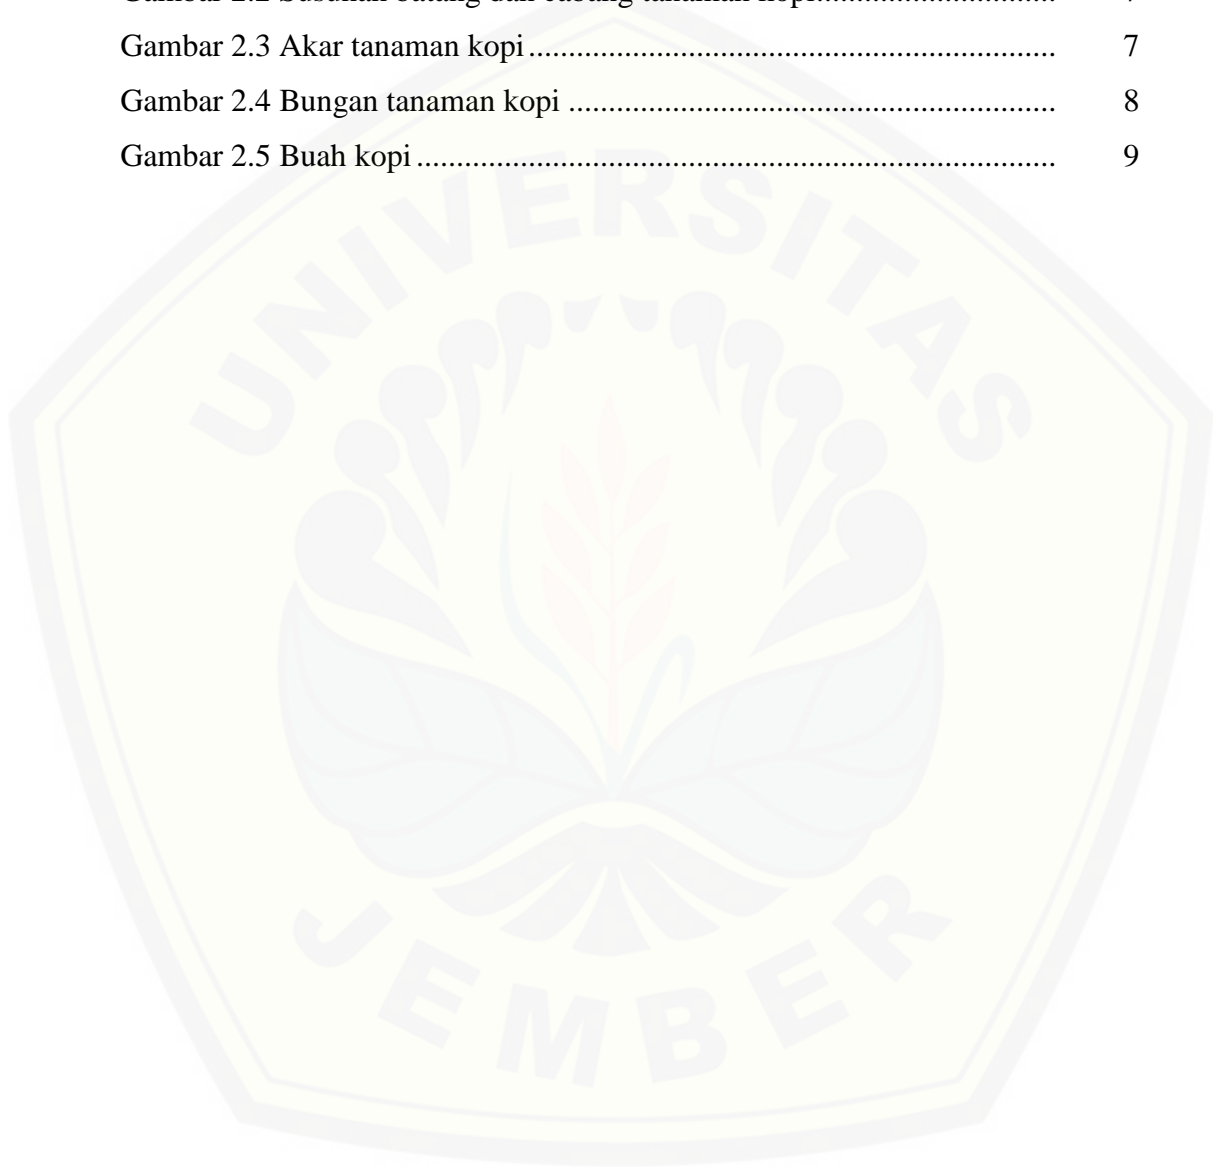 Gambar 2.3 Akar tanaman kopi ................................................................... 7
Gambar 2.4 Bungan tanaman kopi .............................................................. 8
Gambar 2.5 Buah kopi ................................................................................. 9
UNIVERSITAS
JEMBER